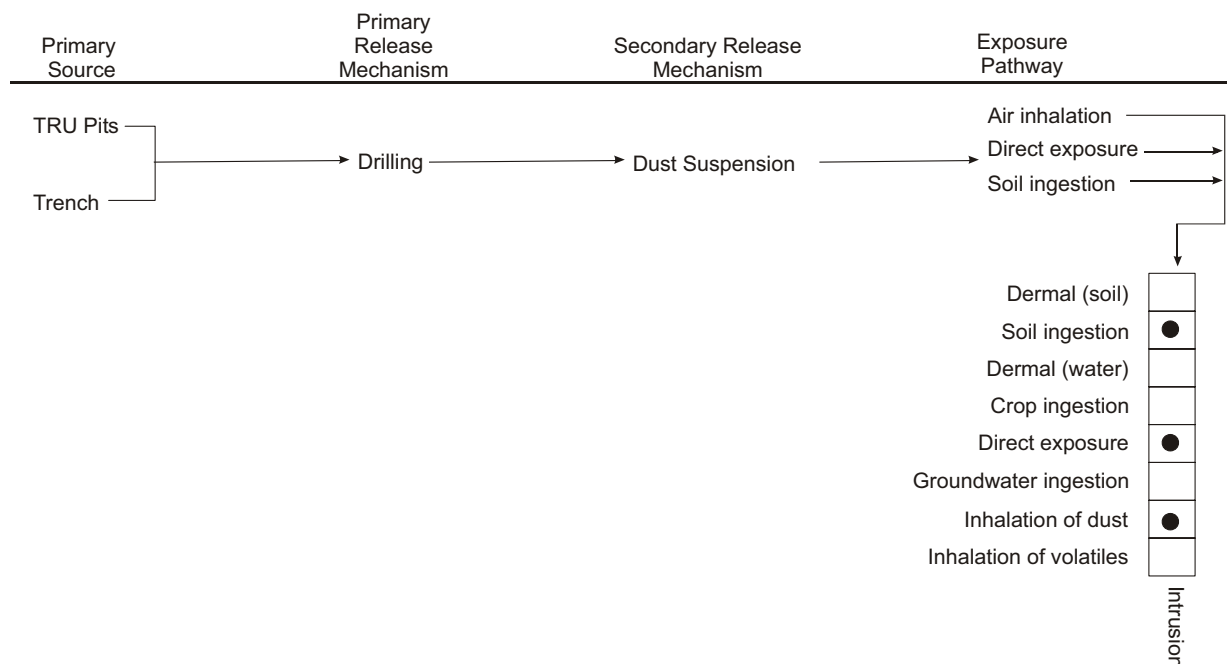 Primary
Source
Primary
Release
Mechanism
Secondary Release
Mechanism
Exposure
Pathway
TRU Pits
Trench
Drilling
Dust Suspension
Air inhalation
Direct exposure
Soil ingestion
Dermal (soil)
Soil ingestion
Dermal (water)
Crop ingestion
Direct exposure
Groundwater ingestion
Inhalation of dust
Inhalation of volatiles
Intrusion